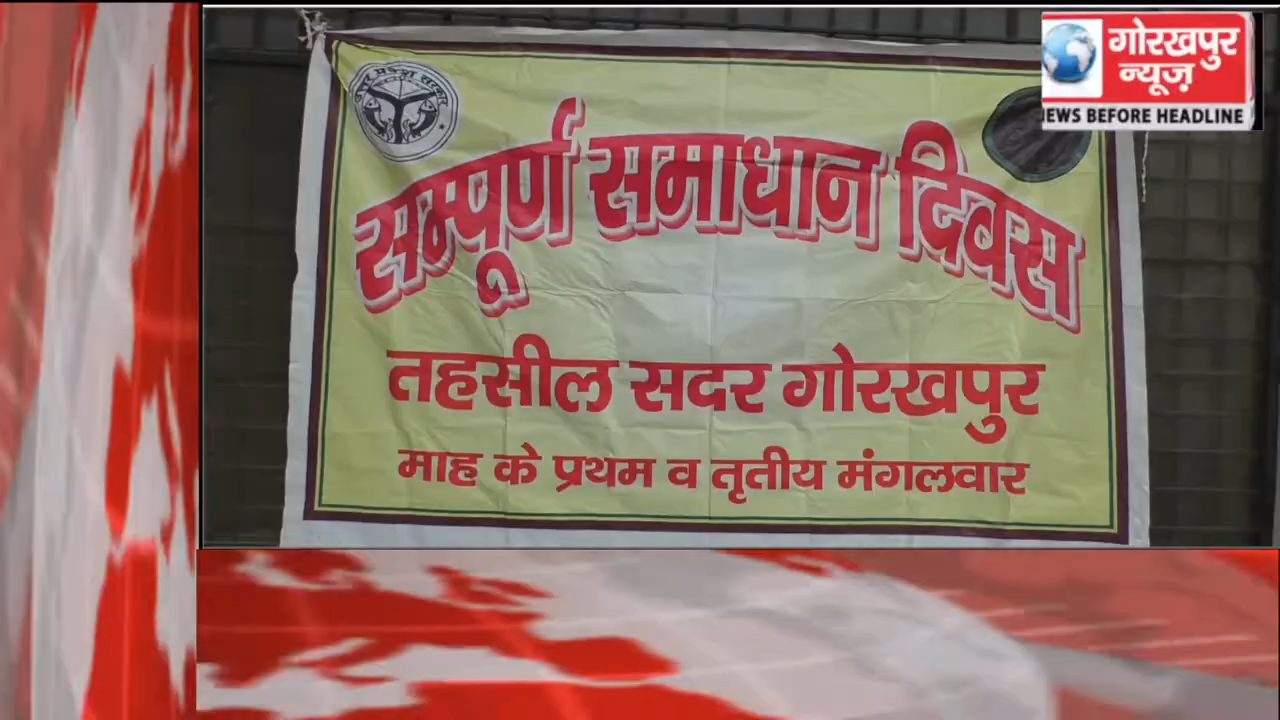 गोरखपुर
न्यूज़
NEWS BEFORE HEADLINE
सम्पूर्ण समाधान दिवस
तहसील सदर गोरखपुर
माह के प्रथम व तृतीय मंगलवार